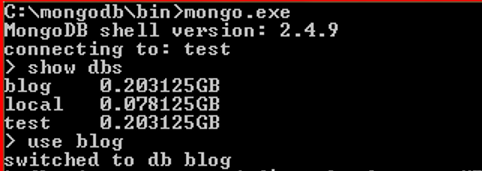 C:\mongodb\bin>mongo.exe
MongoDB shell version: 2.4.9
connecting to: test
> show dbs
blog    0.203125GB
local   0.078125GB
test    0.203125GB
> use blog
switched to db blog